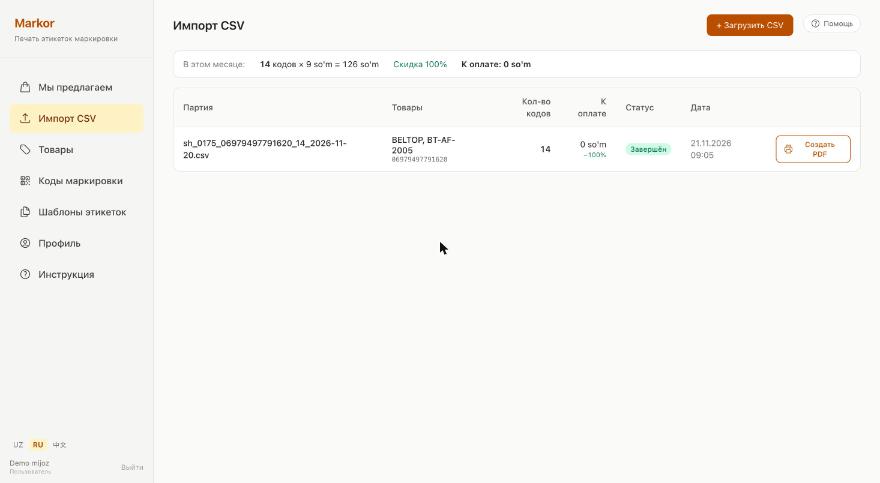 Markor
Печать этикеток маркировки
Мы предлагаем
Импорт CSV
Товары
Коды маркировки
Шаблоны этикеток
Профиль
Инструкция
UZ RU 中文
Demo mijoz
Пользователь
Выйти
Импорт CSV
+ Загрузить CSV
Помощь
В этом месяце: 14 кодов × 9 so'm = 126 so'm Скидка 100% К оплате: 0 so'm
Партия Товары Кол-во кодов К оплате Статус Дата
sh_0175_06979497791620_14_2026-11-
20.csv
BELTOP, BT-AF-
2005
06979497791620
14
0 so'm
−100%
Завершён
21.11.2026
09:05
Создать
PDF